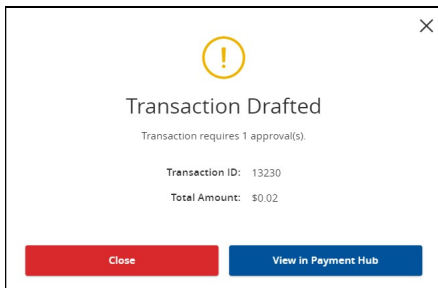 Transaction Drafted
Transaction requires 1 approval(s).
Transaction ID: 13230
Total Amount: $0.02
Close View in Payment Hub